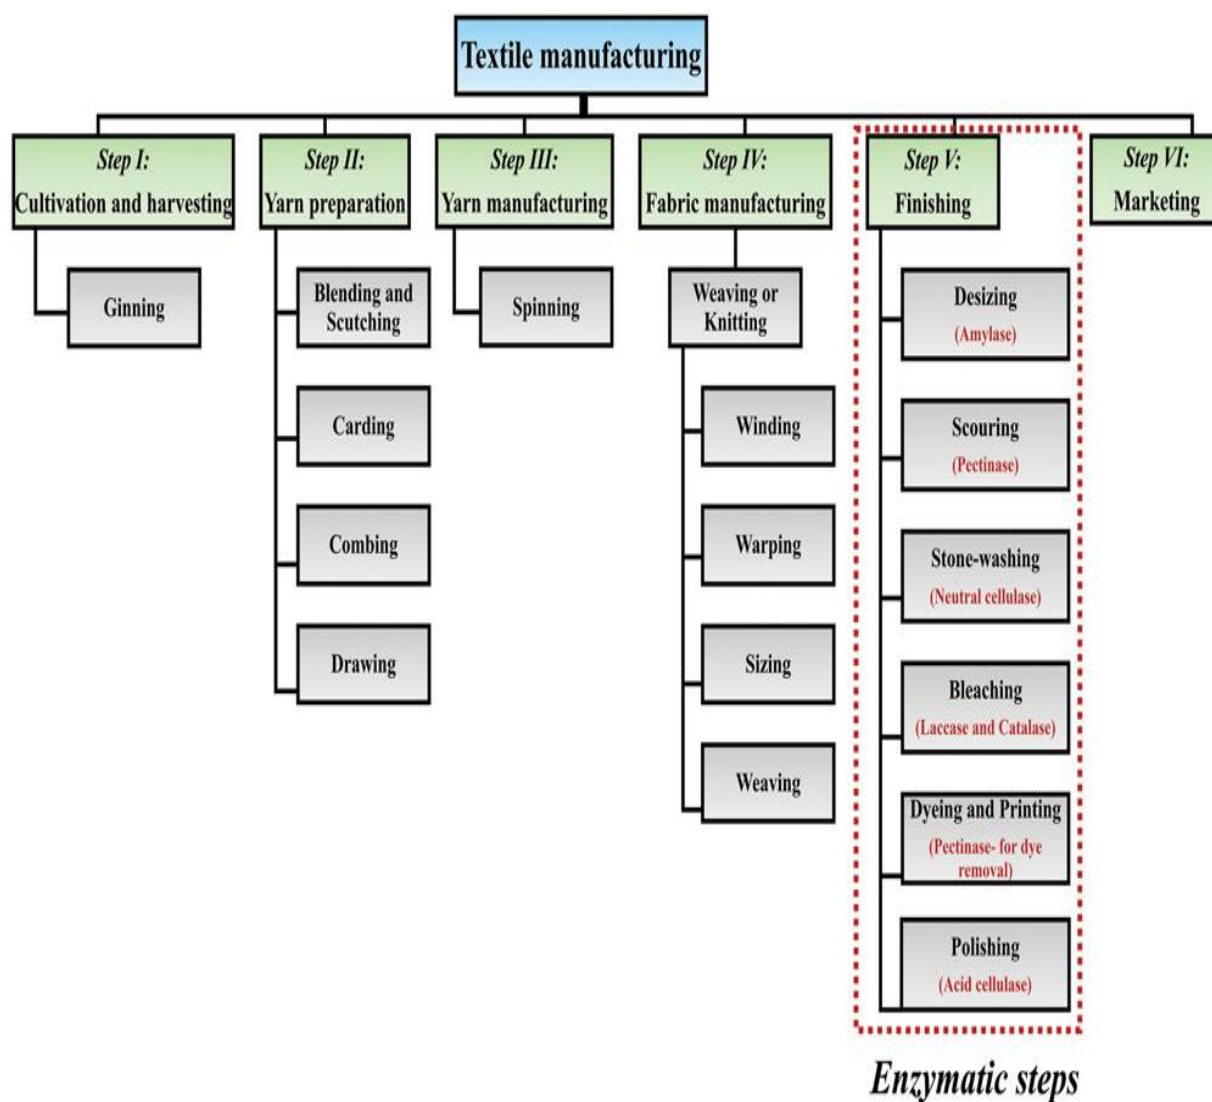 Textile manufacturing
Step I:
Cultivation and harvesting
Ginning
Step II:
Yarn preparation
Blending and
Scutching
Carding
Combing
Drawing
Step III:
Yarn manufacturing
Spinning
Step IV:
Fabric manufacturing
Weaving or
Knitting
Winding
Warping
Sizing
Weaving
Step V:
Finishing
Desizing
(Amylase)
Scouring
(Pectinase)
Stone-washing
(Neutral cellulase)
Bleaching
(Laccase and Catalase)
Dyeing and Printing
(Pectinase- for dye
removal)
Polishing
(Acid cellulase)
Enzymatic steps
Step VI:
Marketing